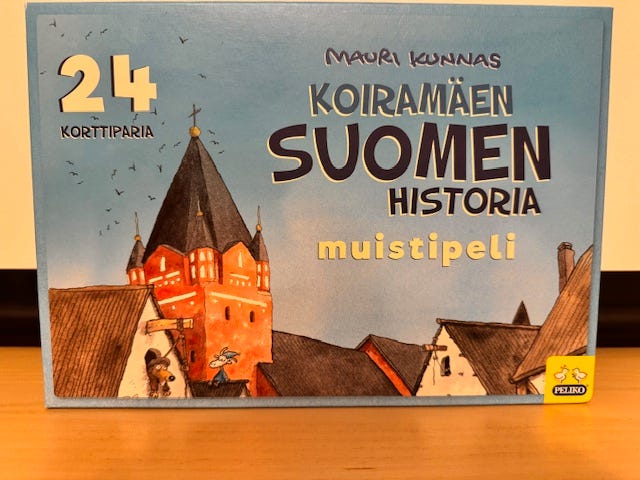 24
KORTTIPARIA
MAURI KUNNAS
KOIRAMÄEN
SUOMEN
HISTORIA
muistipeli
PELIKO